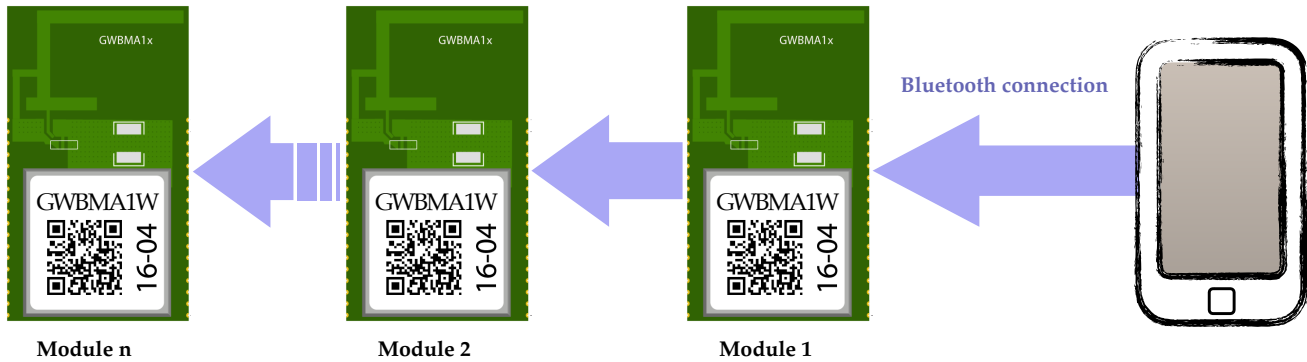 GWBMA1x
GWBMA1x
GWBMA1x
Bluetooth connection
GWBMA1W
16-04
GWBMA1W
16-04
GWBMA1W
16-04
Module n
Module 2
Module 1